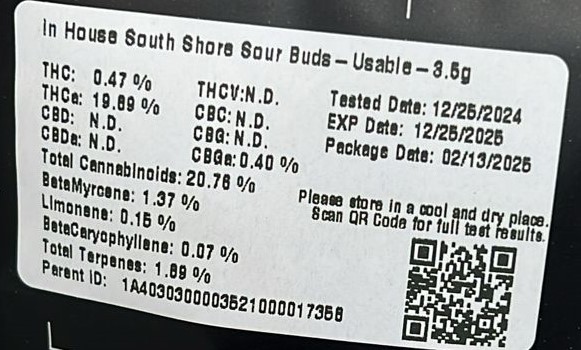 In House South Shore Sour Buds – Usable – 3.5g
THC: 0.47 %
THCa: 19.89 %
CBD: N.D.
CBDa: N.D.
THCV: N.D.
CBC: N.D.
CBG: N.D.
CBGa: 0.40 %
Total Cannabinoids: 20.76 %
BetaMyrcene: 1.37 %
Limonene: 0.15 %
BetaCaryophyllene: 0.07 %
Total Terpenes: 1.89 %
Parent ID: 1A4030300003521000017358
Tested Date: 12/25/2024
EXP Date: 12/25/2025
Package Date: 02/13/2025
Please store in a cool and dry place.
Scan QR Code for full test results.